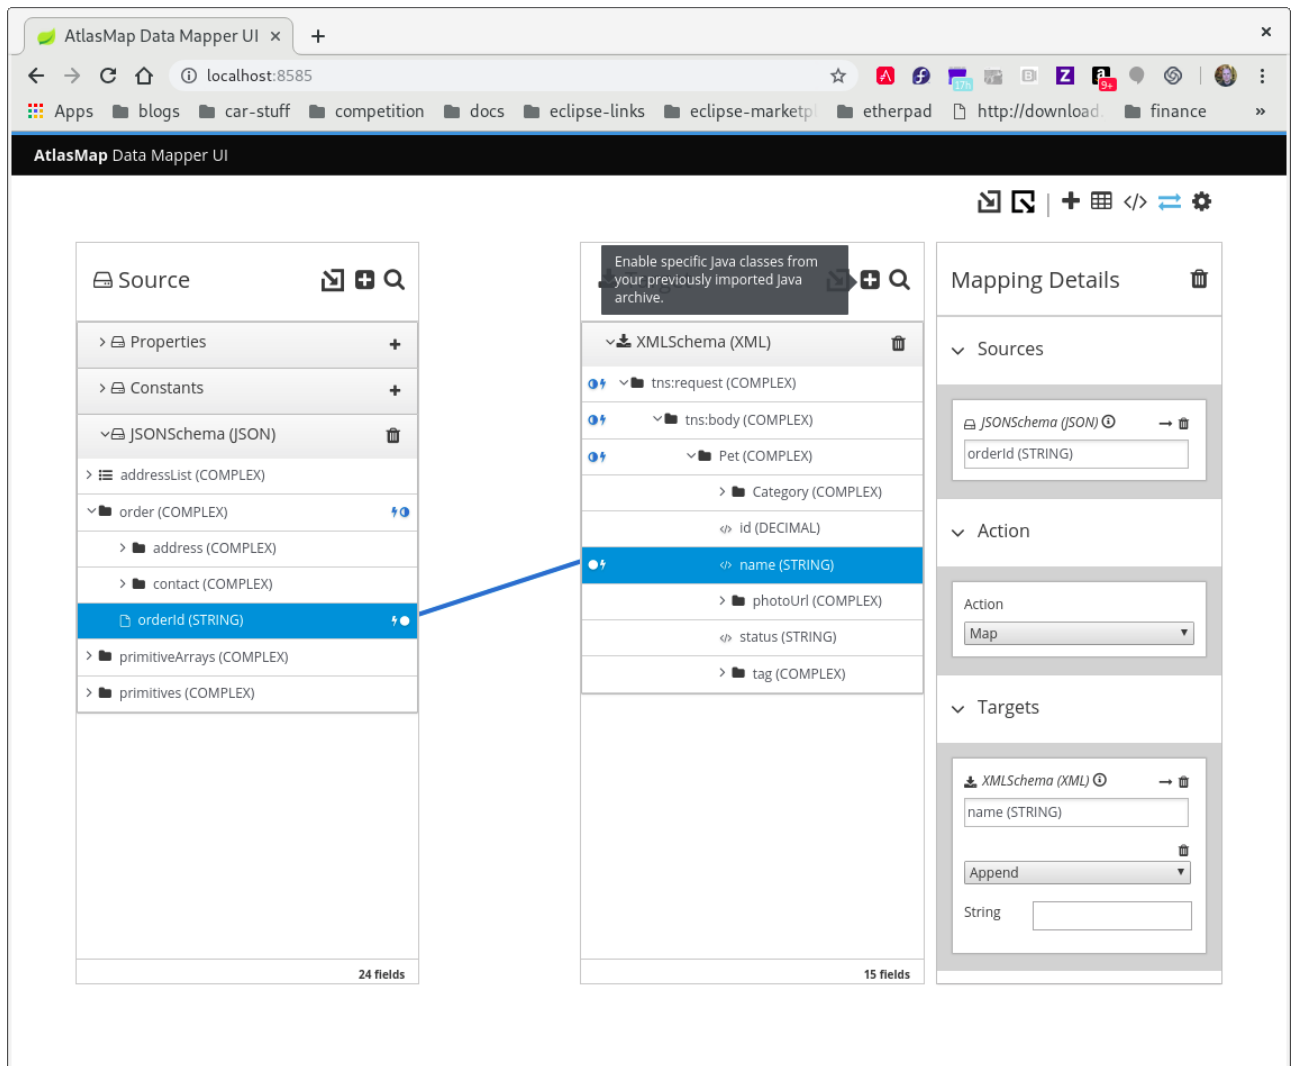 AtlasMap Data Mapper UI
localhost:8585
17h
9+
Apps blogs car-stuff competition docs eclipse-links eclipse-marketpl etherpad http://download. finance »
AtlasMap Data Mapper UI
Source
Properties
Constants
JSONSchema (JSON)
addressList (COMPLEX)
order (COMPLEX)
address (COMPLEX)
contact (COMPLEX)
orderId (STRING)
primitiveArrays (COMPLEX)
primitives (COMPLEX)
24 fields
Enable specific Java classes from
your previously imported Java
archive.
XMLSchema (XML)
tns:request (COMPLEX)
tns:body (COMPLEX)
Pet (COMPLEX)
Category (COMPLEX)
</> id (DECIMAL)
</> name (STRING)
photoUrl (COMPLEX)
</> status (STRING)
tag (COMPLEX)
15 fields
Mapping Details
Sources
JSONSchema (JSON)
orderId (STRING)
Action
Action
Map
Targets
XMLSchema (XML)
name (STRING)
Append
String